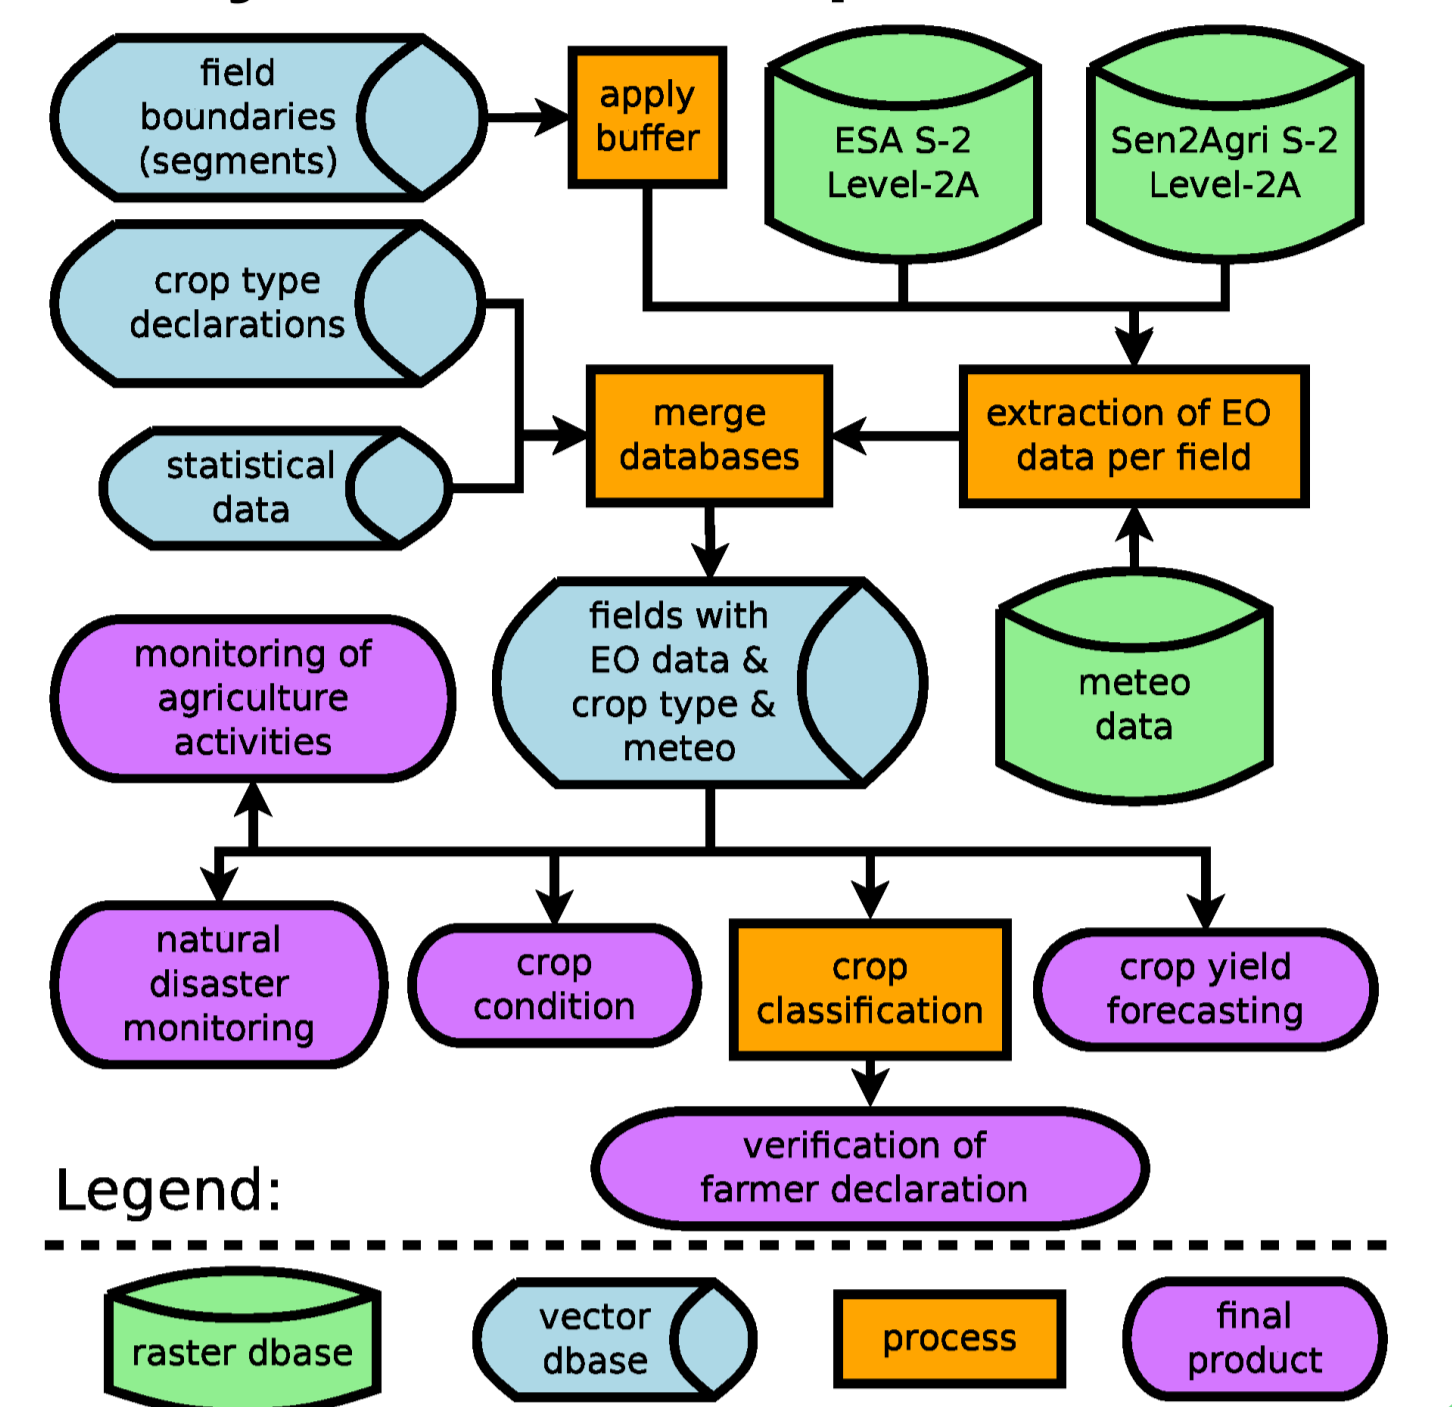 field
boundaries
(segments)
apply
buffer
ESA S-2
Level-2A
Sen2Agri S-2
Level-2A
crop type
declarations
merge
databases
extraction of EO
data per field
statistical
data
fields with
EO data &
crop type &
meteo
meteo
data
monitoring of
agriculture
activities
natural
disaster
monitoring
crop
condition
crop
classification
crop yield
forecasting
verification of
farmer declaration
Legend:
raster dbase
vector
dbase
process
final
product